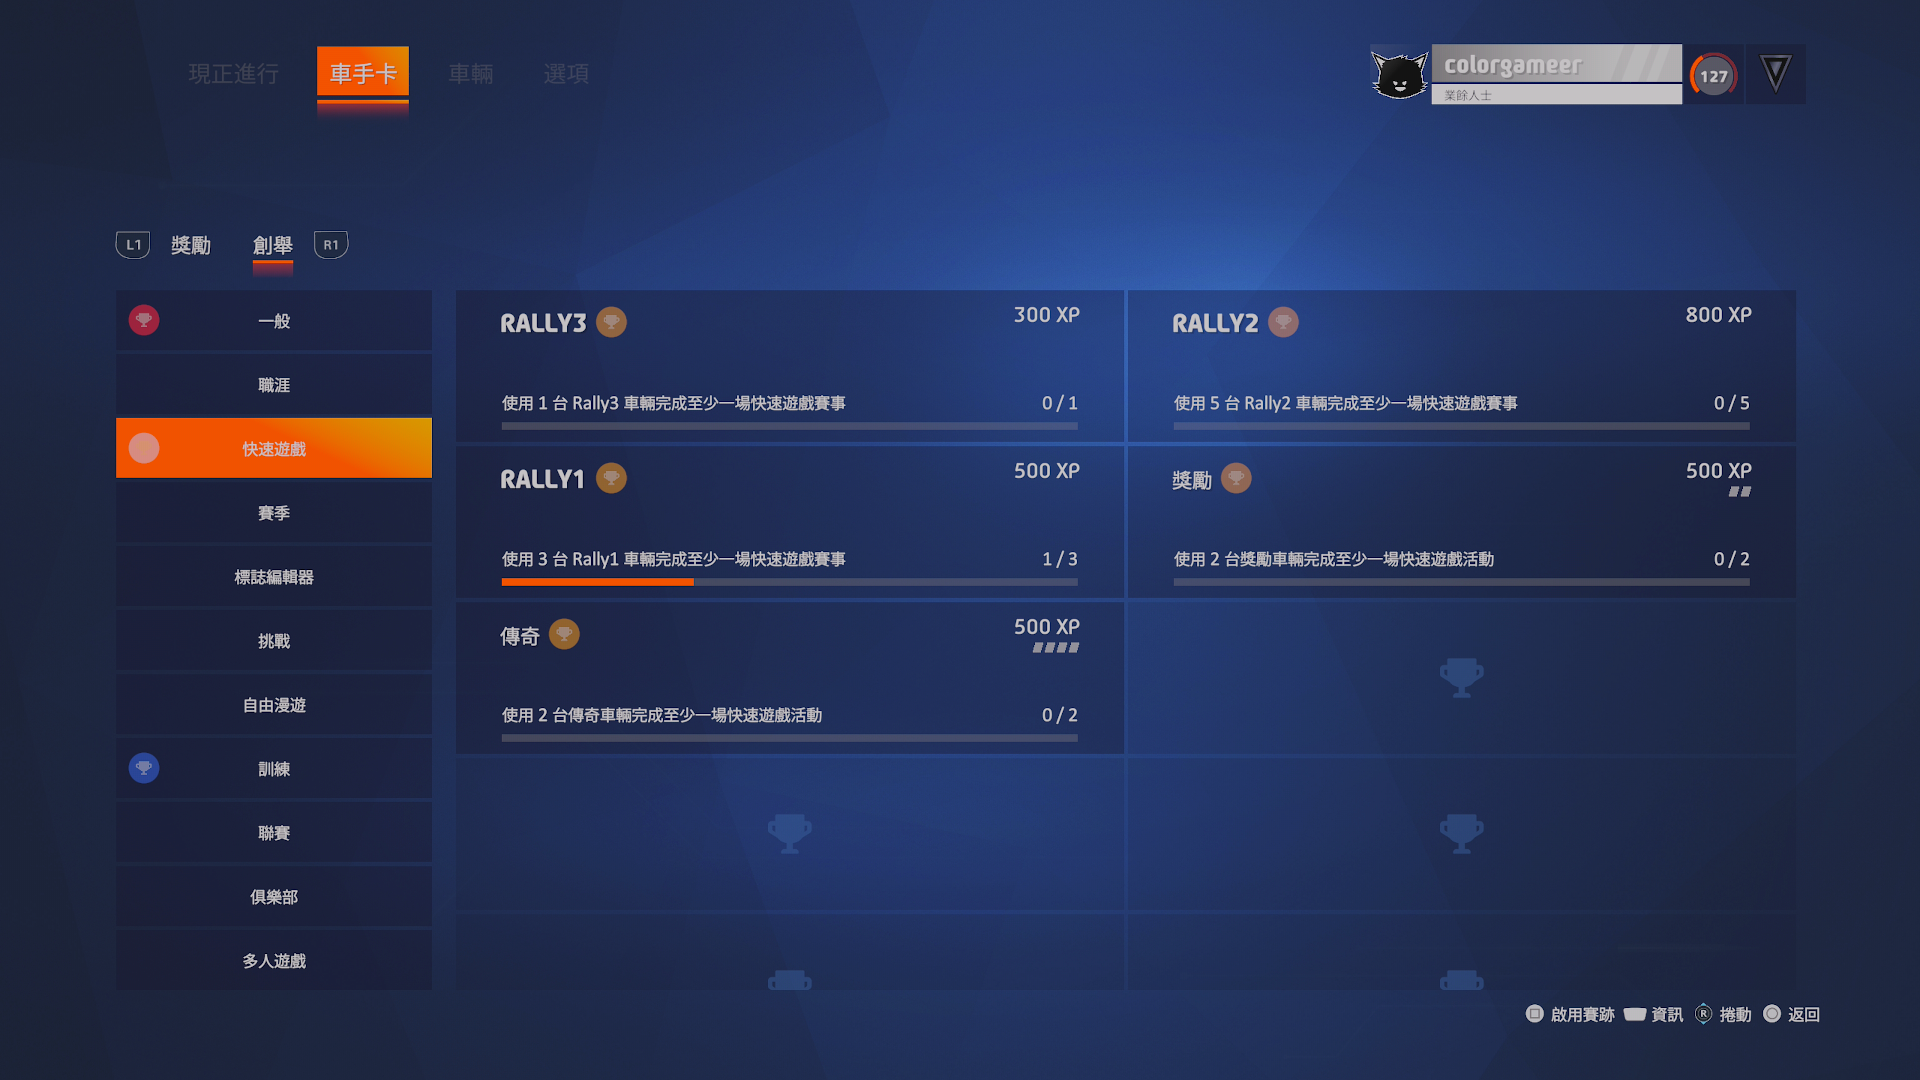 現正進行 車手卡 車輛 選項
colorgameer 127
業餘人士
L1 獎勵 創舉 R1
一般
職涯
快速遊戲
賽季
標誌編輯器
挑戰
自由漫遊
訓練
聯賽
俱樂部
多人遊戲
RALLY3 300 XP
使用 1 台 Rally3 車輛完成至少一場快速遊戲賽事 0 / 1
RALLY2 800 XP
使用 5 台 Rally2 車輛完成至少一場快速遊戲賽事 0 / 5
RALLY1 500 XP
使用 3 台 Rally1 車輛完成至少一場快速遊戲賽事 1 / 3
獎勵 500 XP
使用 2 台獎勵車輛完成至少一場快速遊戲活動 0 / 2
傳奇 500 XP
使用 2 台傳奇車輛完成至少一場快速遊戲活動 0 / 2
啟用賽跡 資訊 R 捲動 返回